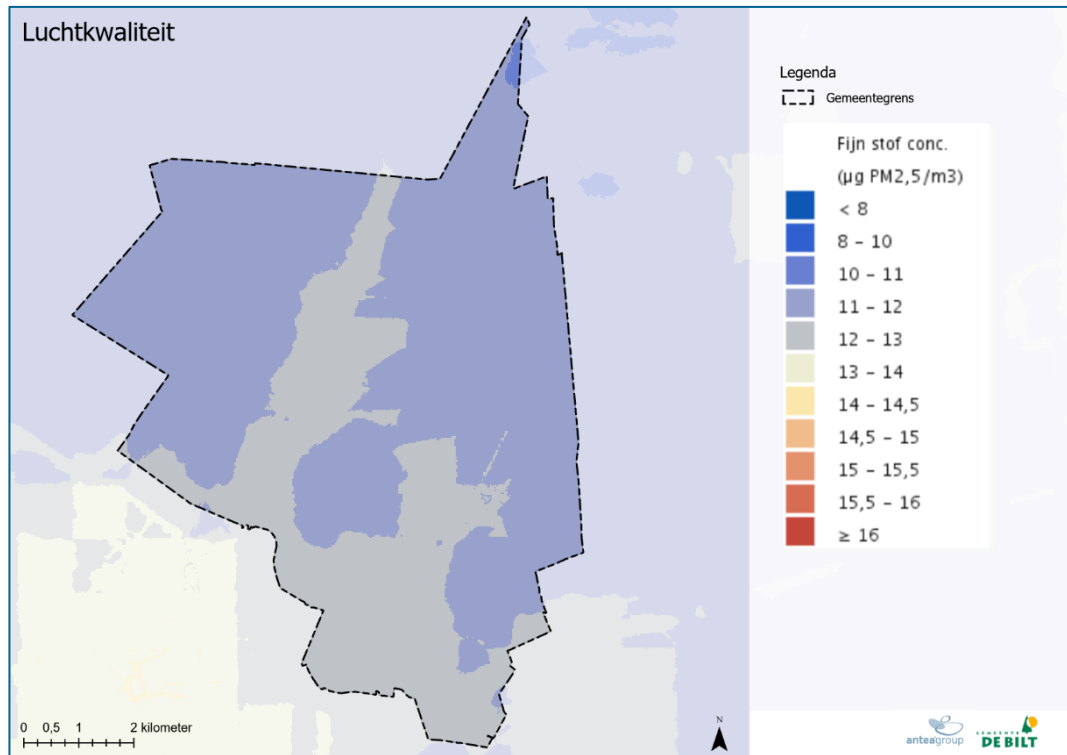 Luchtkwaliteit
Legenda
Gemeentegrens
Fijn stof conc.
(µg PM2,5/m3)
< 8
8 – 10
10 – 11
11 – 12
12 – 13
13 – 14
14 – 14,5
14,5 – 15
15 – 15,5
15,5 – 16
≥ 16
0 0,5 1 2 kilometer
N
anteagroup
GEMEENTE
DE BILT